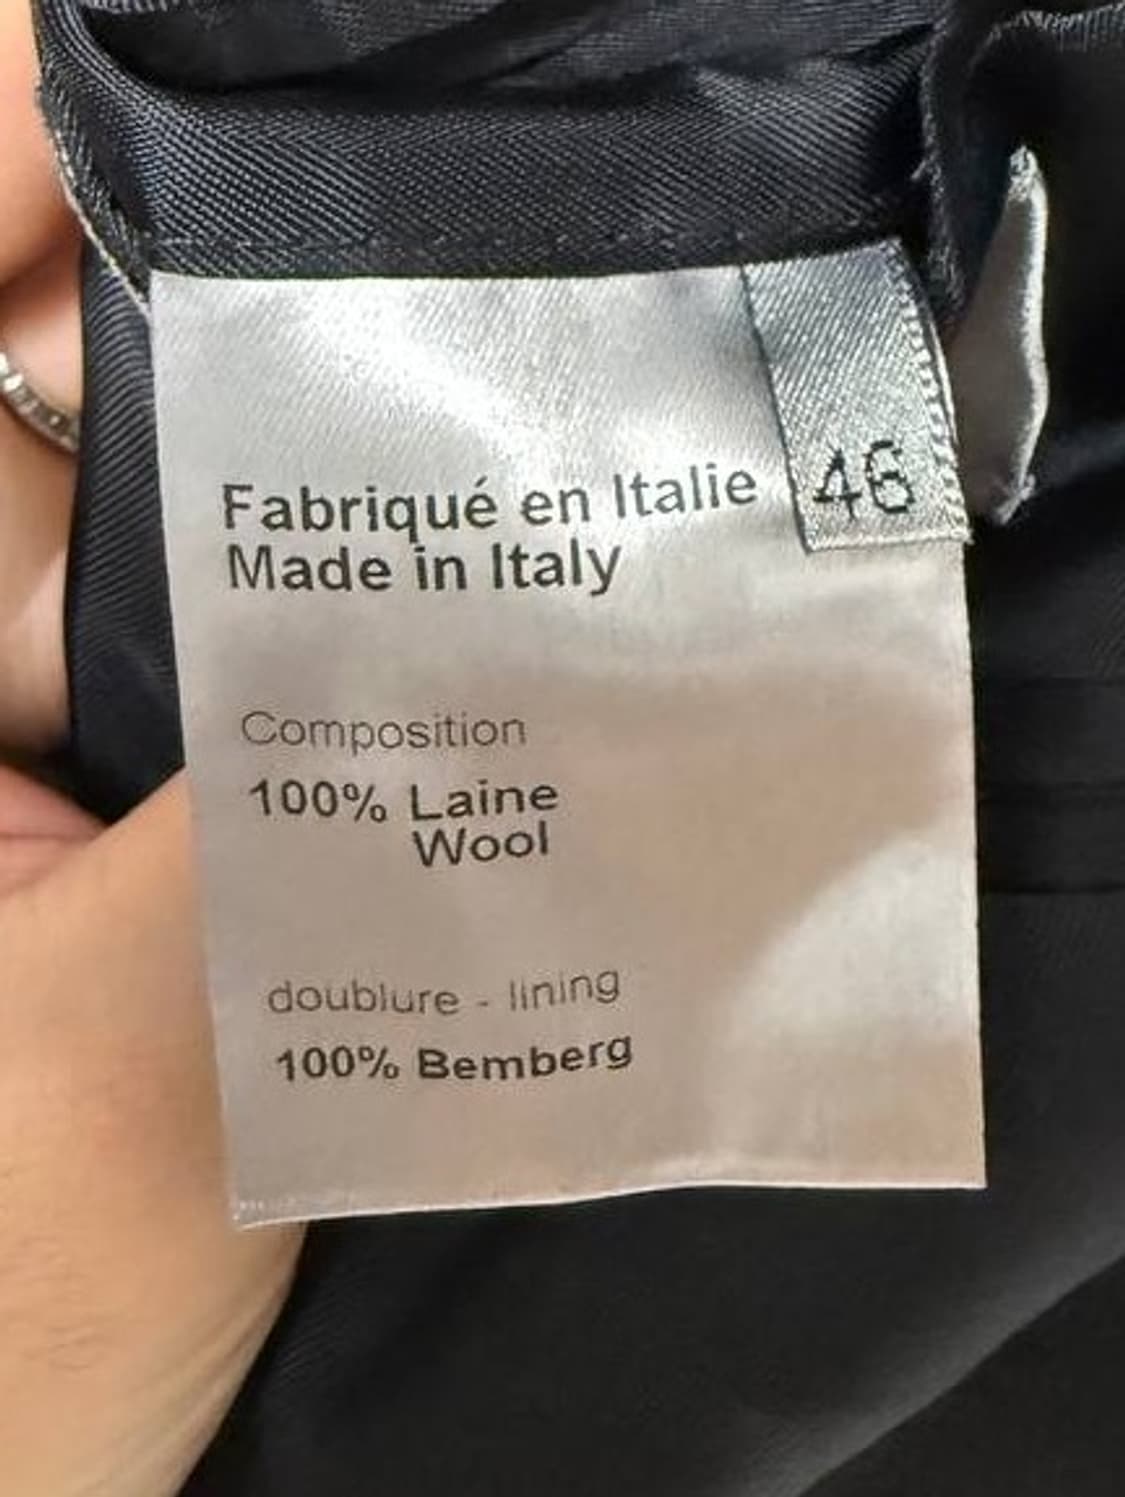 Fabriqué en Italie
46
Made in Italy
Composition
100% Laine
Wool
doublure - lining
100% Bemberg